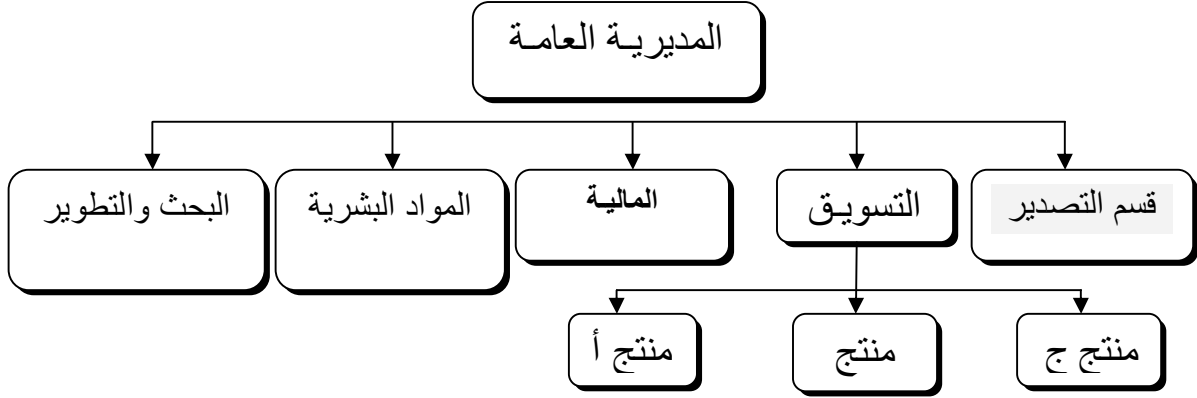 المديريـة العامـة
قسم التصدير
التسويـق
الماليـة
المواد البشرية
البحث والتطوير
منتج ج
منتج
منتج أ